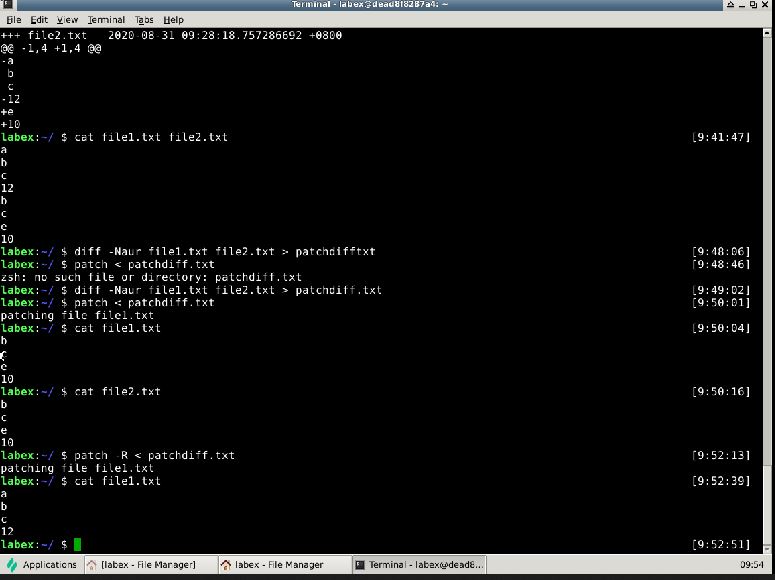 Terminal - labex@dead8f8287a4: ~
File Edit View Terminal Tabs Help
+++ file2.txt   2020-08-31 09:28:18.757286692 +0800
@@ -1,4 +1,4 @@
-a
 b
 c
-12
+e
+10
labex:~/ $ cat file1.txt file2.txt [9:41:47]
a
b
c
12
b
c
e
10
labex:~/ $ diff -Naur file1.txt file2.txt > patchdifftxt [9:48:06]
labex:~/ $ patch < patchdiff.txt [9:48:46]
zsh: no such file or directory: patchdiff.txt
labex:~/ $ diff -Naur file1.txt file2.txt > patchdiff.txt [9:49:02]
labex:~/ $ patch < patchdiff.txt [9:50:01]
patching file file1.txt
labex:~/ $ cat file1.txt [9:50:04]
b
c
e
10
labex:~/ $ cat file2.txt [9:50:16]
b
c
e
10
labex:~/ $ patch -R < patchdiff.txt [9:52:13]
patching file file1.txt
labex:~/ $ cat file1.txt [9:52:39]
a
b
c
12
labex:~/ $ [9:52:51]
Applications [labex - File Manager] labex - File Manager Terminal - labex@dead8... 09:54